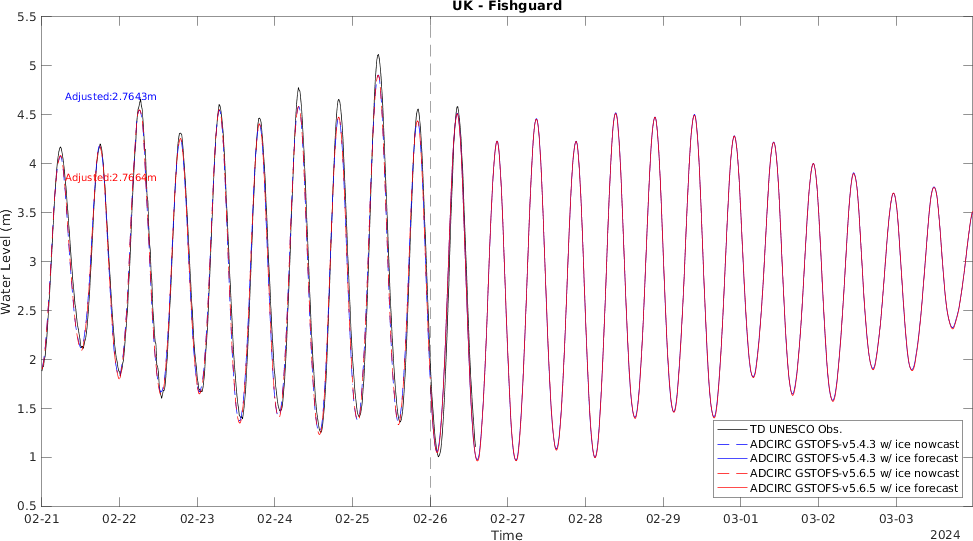 UK - Fishguard
5.5
5
4.5
4
3.5
3
2.5
2
1.5
1
0.5
Water Level (m)
Adjusted:2.7643m
Adjusted:2.7664m
TD UNESCO Obs.
ADCIRC GSTOFS-v5.4.3 w/ ice nowcast
ADCIRC GSTOFS-v5.4.3 w/ ice forecast
ADCIRC GSTOFS-v5.6.5 w/ ice nowcast
ADCIRC GSTOFS-v5.6.5 w/ ice forecast
02-21 02-22 02-23 02-24 02-25 02-26 02-27 02-28 02-29 03-01 03-02 03-03
Time
2024